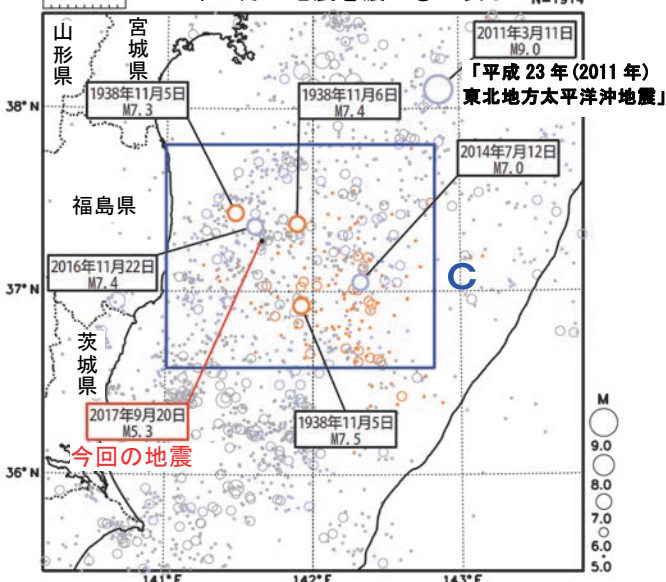 N=1914
山形県
宮城県
2011年3月11日
M9.0
「平成 23 年(2011 年)
東北地方太平洋沖地震」
1938年11月5日
M7.3
1938年11月6日
M7.4
38°N
2014年7月12日
M7.0
福島県
2016年11月22日
M7.4
37°N
C
茨城県
2017年9月20日
M5.3
今回の地震
1938年11月5日
M7.5
36°N
M
9.0
8.0
7.0
6.0
5.0
141°E
142°E
143°E